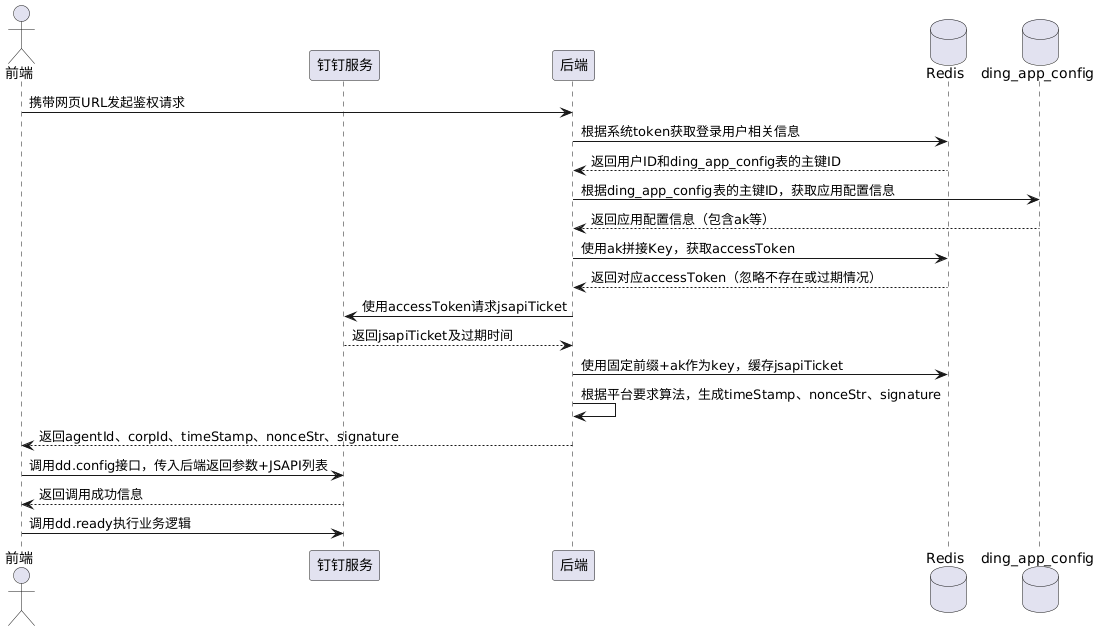 前端
钉钉服务
后端
Redis
ding_app_config
携带网页URL发起鉴权请求
根据系统token获取登录用户相关信息
返回用户ID和ding_app_config表的主键ID
根据ding_app_config表的主键ID，获取应用配置信息
返回应用配置信息（包含ak等）
使用ak拼接Key，获取accessToken
返回对应accessToken（忽略不存在或过期情况）
使用accessToken请求jsapiTicket
返回jsapiTicket及过期时间
使用固定前缀+ak作为key，缓存jsapiTicket
根据平台要求算法，生成timeStamp、nonceStr、signature
返回agentId、corpId、timeStamp、nonceStr、signature
调用dd.config接口，传入后端返回参数+JSAPI列表
返回调用成功信息
调用dd.ready执行业务逻辑
前端
钉钉服务
后端
Redis
ding_app_config